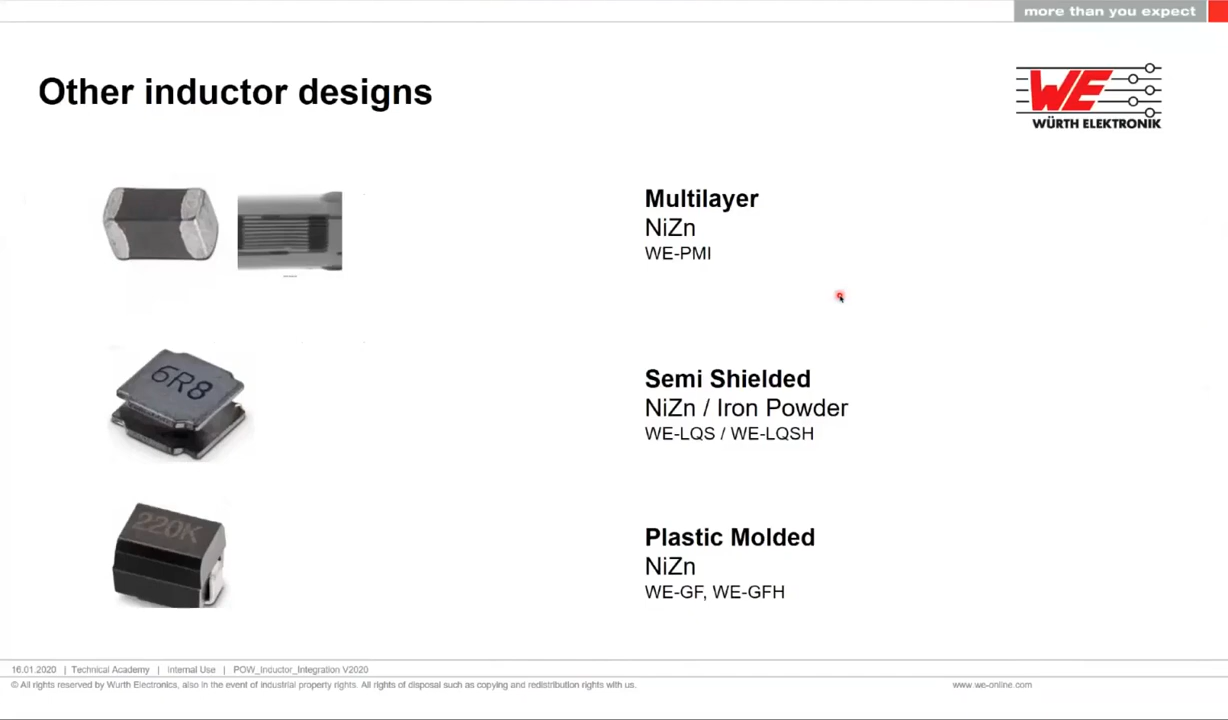 more than you expect
Other inductor designs
WE
WÜRTH ELEKTRONIK
Multilayer
NiZn
WE-PMI
6R8
Semi Shielded
NiZn / Iron Powder
WE-LQS / WE-LQSH
220K
Plastic Molded
NiZn
WE-GF, WE-GFH
16.01.2020 | Technical Academy | Internal Use | POW_Inductor_Integration V2020
© All rights reserved by Wurth Electronics, also in the event of industrial property rights. All rights of disposal such as copying and redistribution rights with us.
www.we-online.com